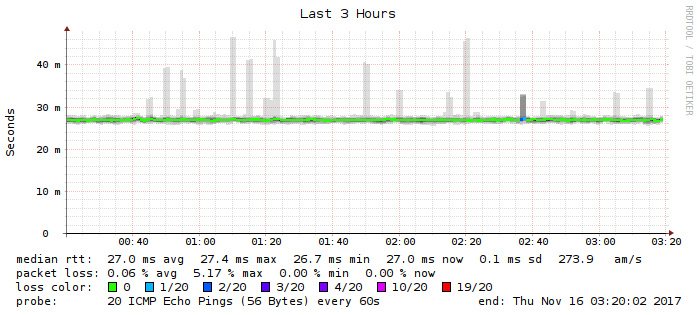 Last 3 Hours
RRDTOOL / TOBI OETIKER
Seconds
40 m
30 m
20 m
10 m
0
00:40 01:00 01:20 01:40 02:00 02:20 02:40 03:00 03:20
median rtt: 27.0 ms avg 27.4 ms max 26.7 ms min 27.0 ms now 0.1 ms sd 273.9 am/s
packet loss: 0.06 % avg 5.17 % max 0.00 % min 0.00 % now
loss color: 0 1/20 2/20 3/20 4/20 10/20 19/20
probe: 20 ICMP Echo Pings (56 Bytes) every 60s end: Thu Nov 16 03:20:02 2017